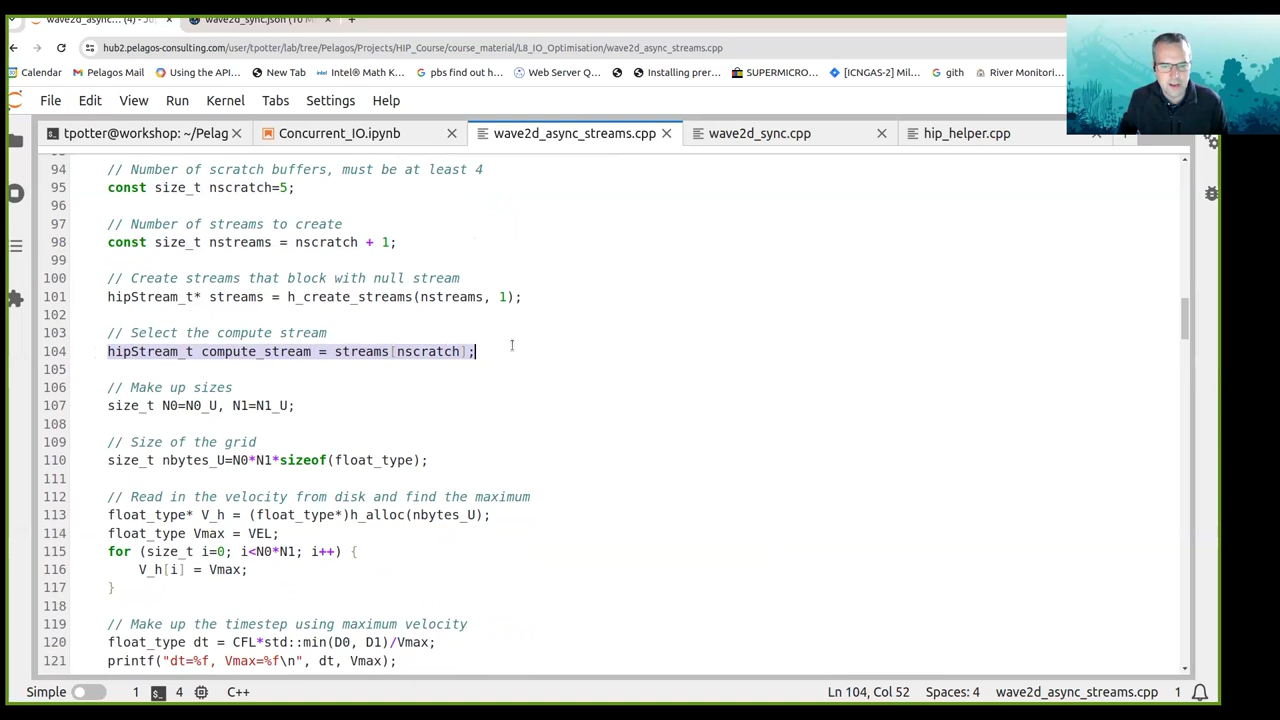 wave2d_async... (4) - Ju
wave2d_sync.json (10 M
hub2.pelagos-consulting.com/user/tpotter/lab/tree/Pelagos/Projects/HIP_Course/course_material/L8_IO_Optimisation/wave2d_async_streams.cpp
Calendar Pelagos Mail Using the API... New Tab Intel® Math K... pbs find out h... Web Server Q... Installing prer... SUPERMICRO... [ICNGAS-2] Mil... gith River Monitori...
File Edit View Run Kernel Tabs Settings Help
tpotter@workshop: ~/Pelag Concurrent_IO.ipynb wave2d_async_streams.cpp wave2d_sync.cpp hip_helper.cpp
94 // Number of scratch buffers, must be at least 4
95 const size_t nscratch=5;
96
97 // Number of streams to create
98 const size_t nstreams = nscratch + 1;
99
100 // Create streams that block with null stream
101 hipStream_t* streams = h_create_streams(nstreams, 1);
102
103 // Select the compute stream
104 hipStream_t compute_stream = streams[nscratch];
105
106 // Make up sizes
107 size_t N0=N0_U, N1=N1_U;
108
109 // Size of the grid
110 size_t nbytes_U=N0*N1*sizeof(float_type);
111
112 // Read in the velocity from disk and find the maximum
113 float_type* V_h = (float_type*)h_alloc(nbytes_U);
114 float_type Vmax = VEL;
115 for (size_t i=0; i<N0*N1; i++) {
116 V_h[i] = Vmax;
117 }
118
119 // Make up the timestep using maximum velocity
120 float_type dt = CFL*std::min(D0, D1)/Vmax;
121 printf("dt=%f, Vmax=%f\n", dt, Vmax);
Simple 1 4 C++ Ln 104, Col 52 Spaces: 4 wave2d_async_streams.cpp 1